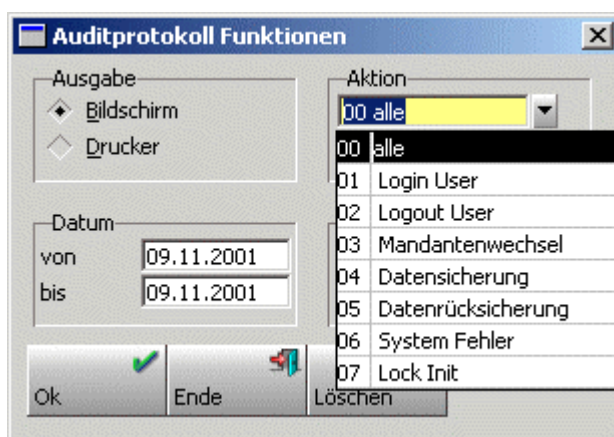 Auditprotokoll Funktionen
Ausgabe
Bildschirm
Drucker
Aktion
00 alle
00 alle
01 Login User
02 Logout User
03 Mandantenwechsel
04 Datensicherung
05 Datenrücksicherung
06 System Fehler
07 Lock Init
Datum
von 09.11.2001
bis 09.11.2001
Ok
Ende
Löschen